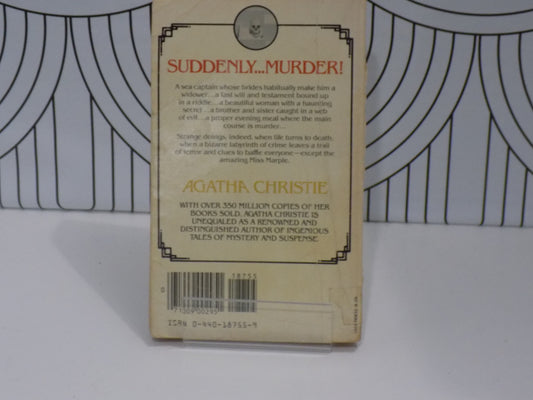 SUDDENLY...MURDER!
A sea captain whose brides habitually make him a
widower...a last will and testament bound up
in a riddle...a beautiful woman with a haunting
secret...a brother and sister caught in a web
of evil...a proper evening meal where the main
course is murder...
Strange doings, indeed, when life turns to death,
when a bizarre labyrinth of crime leaves a trail
of terror and clues to baffle everyone—except the
amazing Miss Marple.
AGATHA CHRISTIE
WITH OVER 350 MILLION COPIES OF HER
BOOKS SOLD, AGATHA CHRISTIE IS
UNEQUALED AS A RENOWNED AND
DISTINGUISHED AUTHOR OF INGENIOUS
TALES OF MYSTERY AND SUSPENSE.
18755
0
71009 00295
ISBN 0-440-18755-9